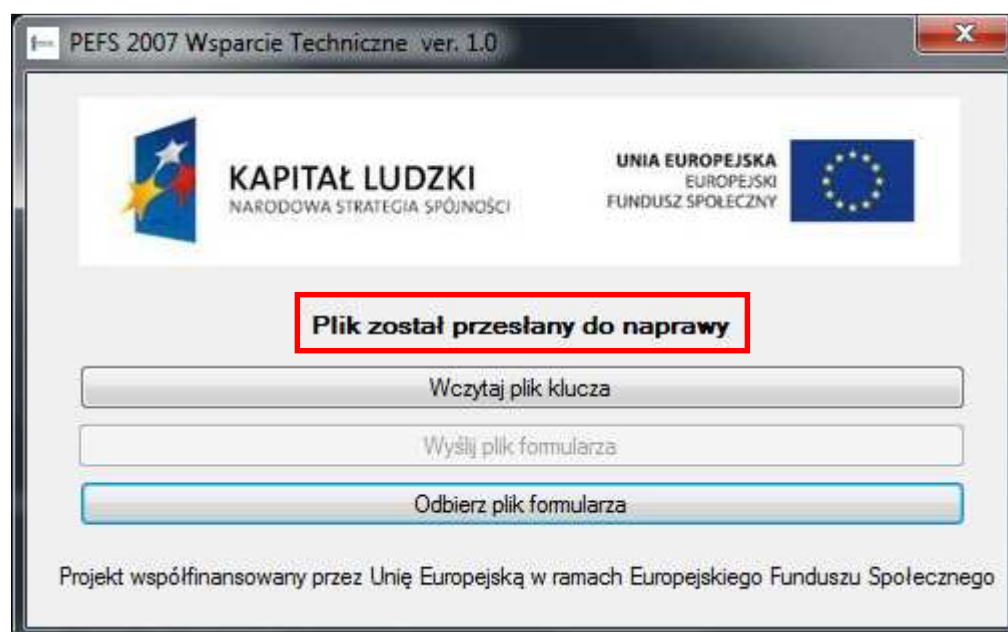 PEFS 2007 Wsparcie Techniczne ver. 1.0
KAPITAŁ LUDZKI
NARODOWA STRATEGIA SPÓJNOŚCI
UNIA EUROPEJSKA
EUROPEJSKI
FUNDUSZ SPOŁECZNY
Plik został przesłany do naprawy
Wczytaj plik klucza
Wyślij plik formularza
Odbierz plik formularza
Projekt współfinansowany przez Unię Europejską w ramach Europejskiego Funduszu Społecznego